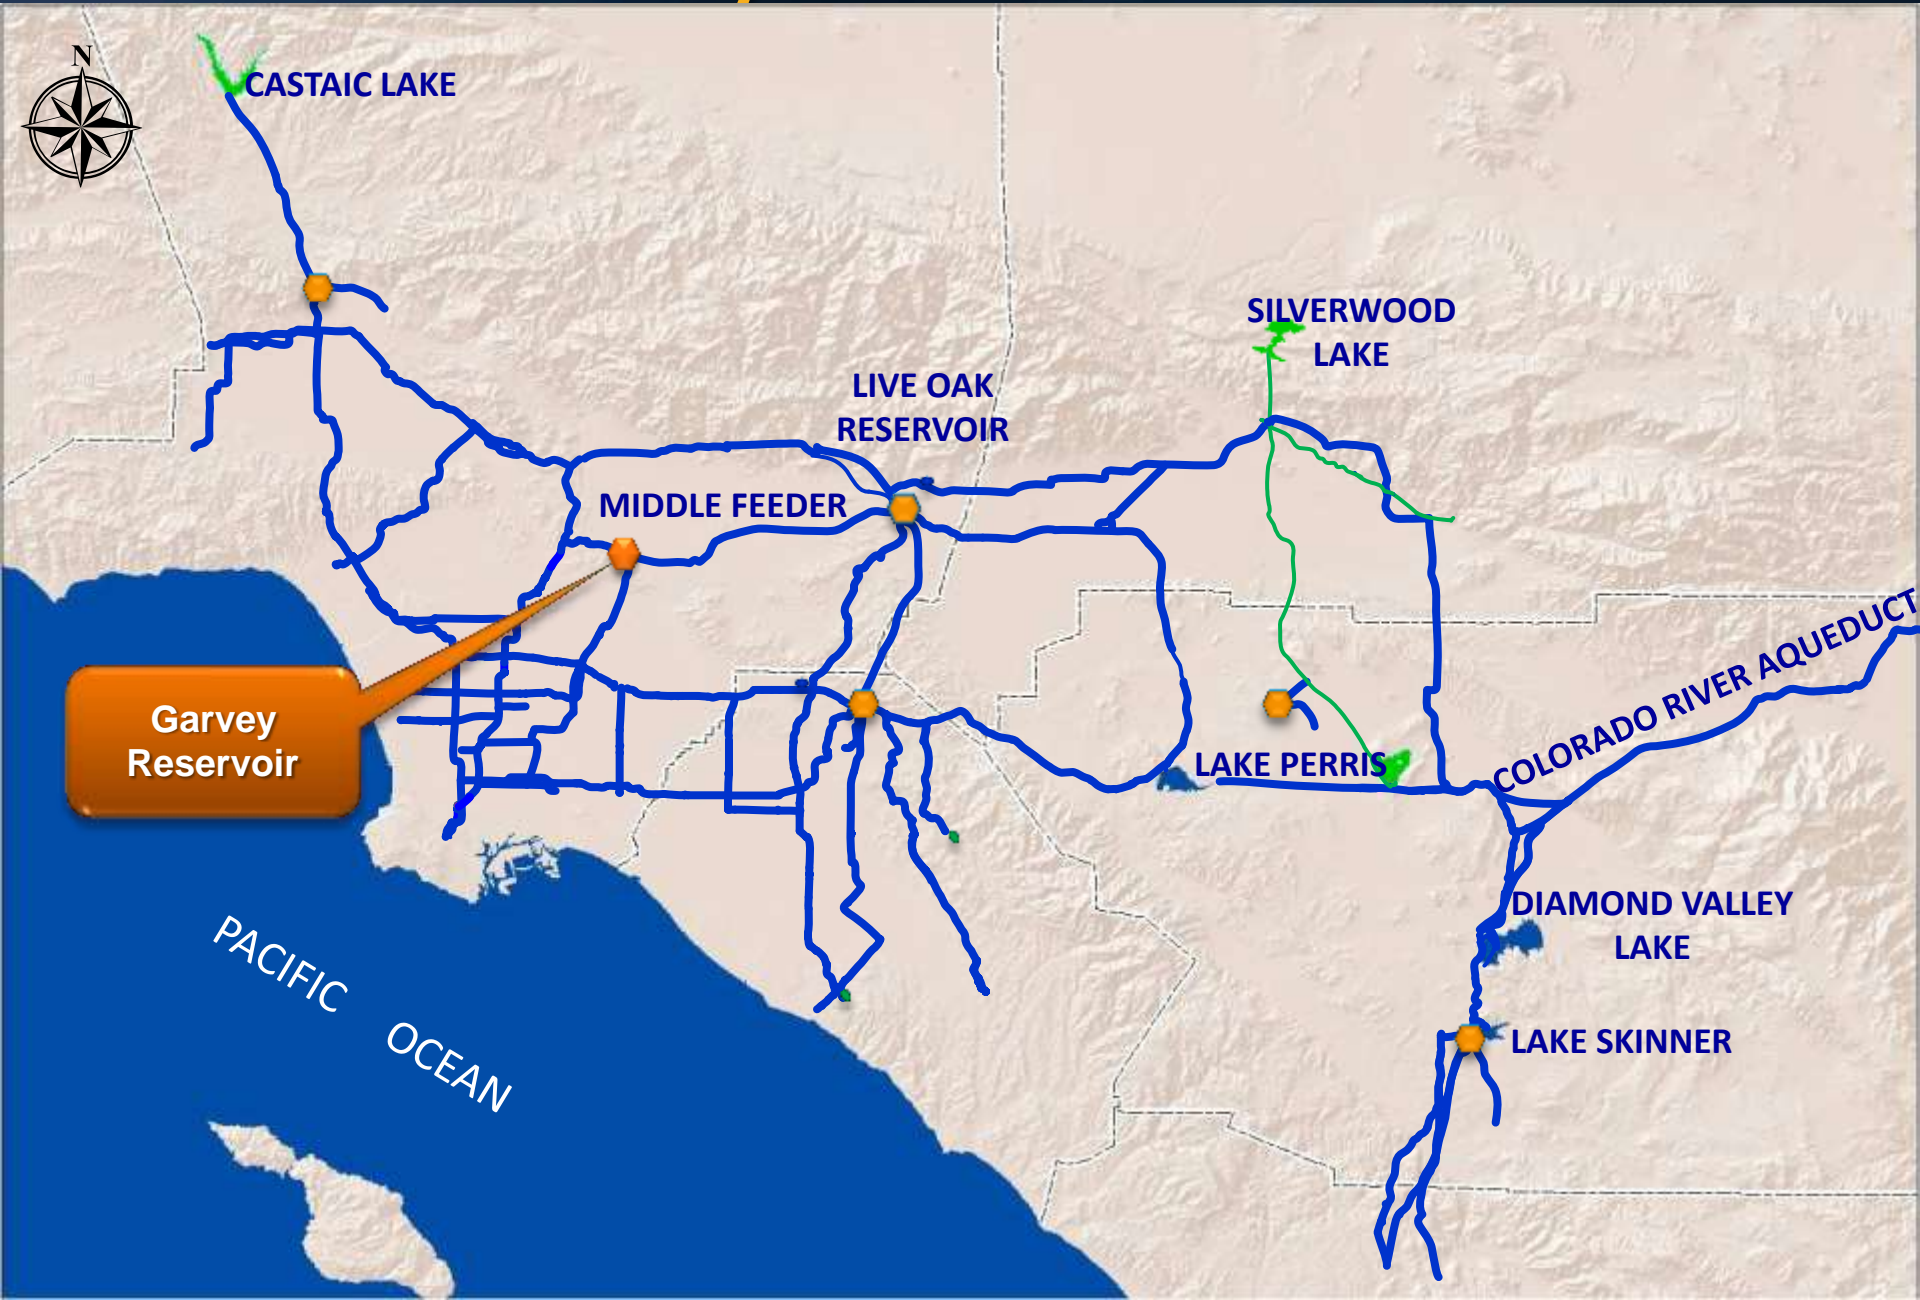 N
CASTAIC LAKE
SILVERWOOD
LAKE
LIVE OAK
RESERVOIR
MIDDLE FEEDER
COLORADO RIVER AQUEDUCT
Garvey
Reservoir
LAKE PERRIS
DIAMOND VALLEY
LAKE
PACIFIC OCEAN
LAKE SKINNER